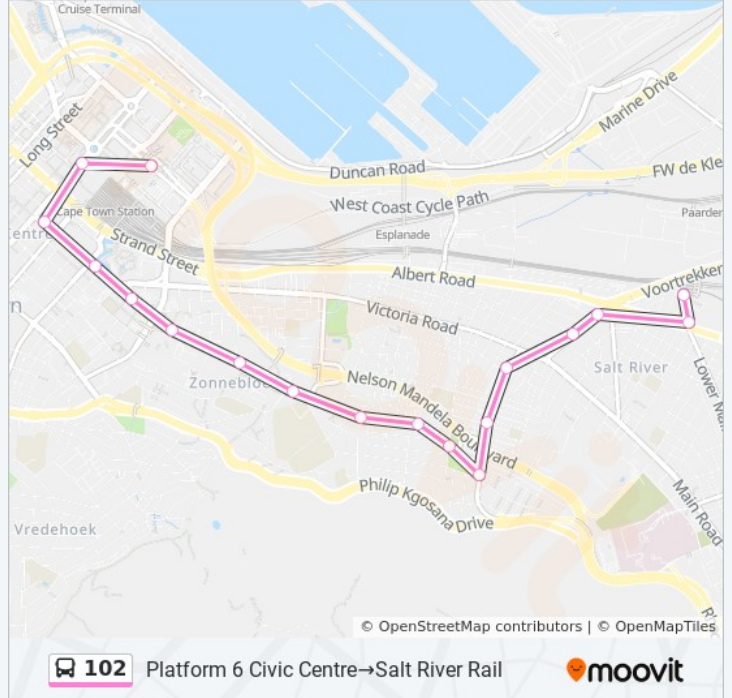 Cruise Terminal
Long Street
Marine Drive
Duncan Road
FW de Kle
West Coast Cycle Path
Cape Town Station
Paarden
Centre
Esplanade
Strand Street
Albert Road
Voortrekker
Victoria Road
Salt River
Zonnebloe
Nelson Mandela Boulevard
Lower Ma
Philip Kgosana Drive
Main Road
Vredehoek
© OpenStreetMap contributors | © OpenMapTiles
102 Platform 6 Civic Centre→Salt River Rail
moovit